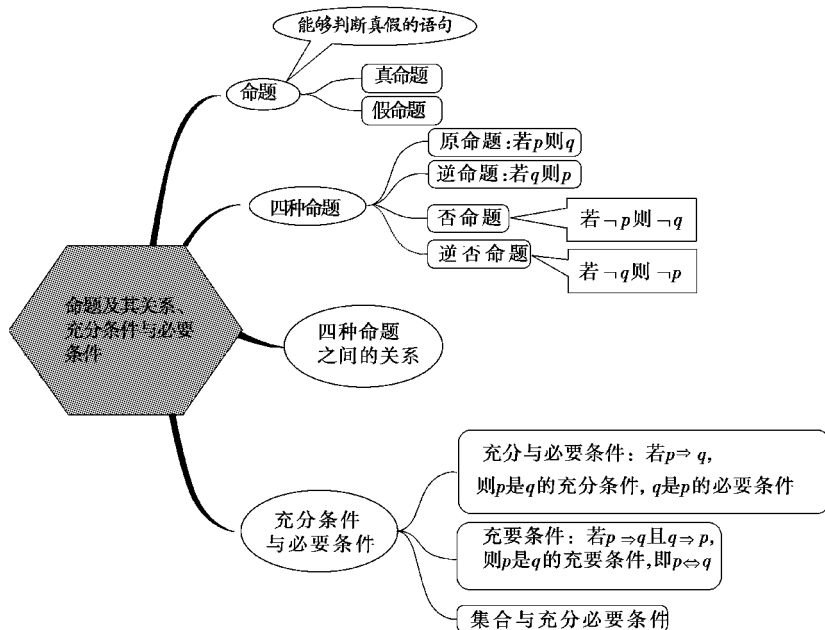 能够判断真假的语句
命题
真命题
假命题
四种命题
原命题:若p则q
逆命题:若q则p
否命题
若¬p则¬q
逆否命题
若¬q则¬p
命题及其关系、
充分条件与必要
条件
四种命题
之间的关系
充分条件
与必要条件
充分与必要条件：若p⇒q,
则p是q的充分条件, q是p的必要条件
充要条件：若p⇒q且q⇒p,
则p是q的充要条件,即p⇔q
集合与充分必要条件